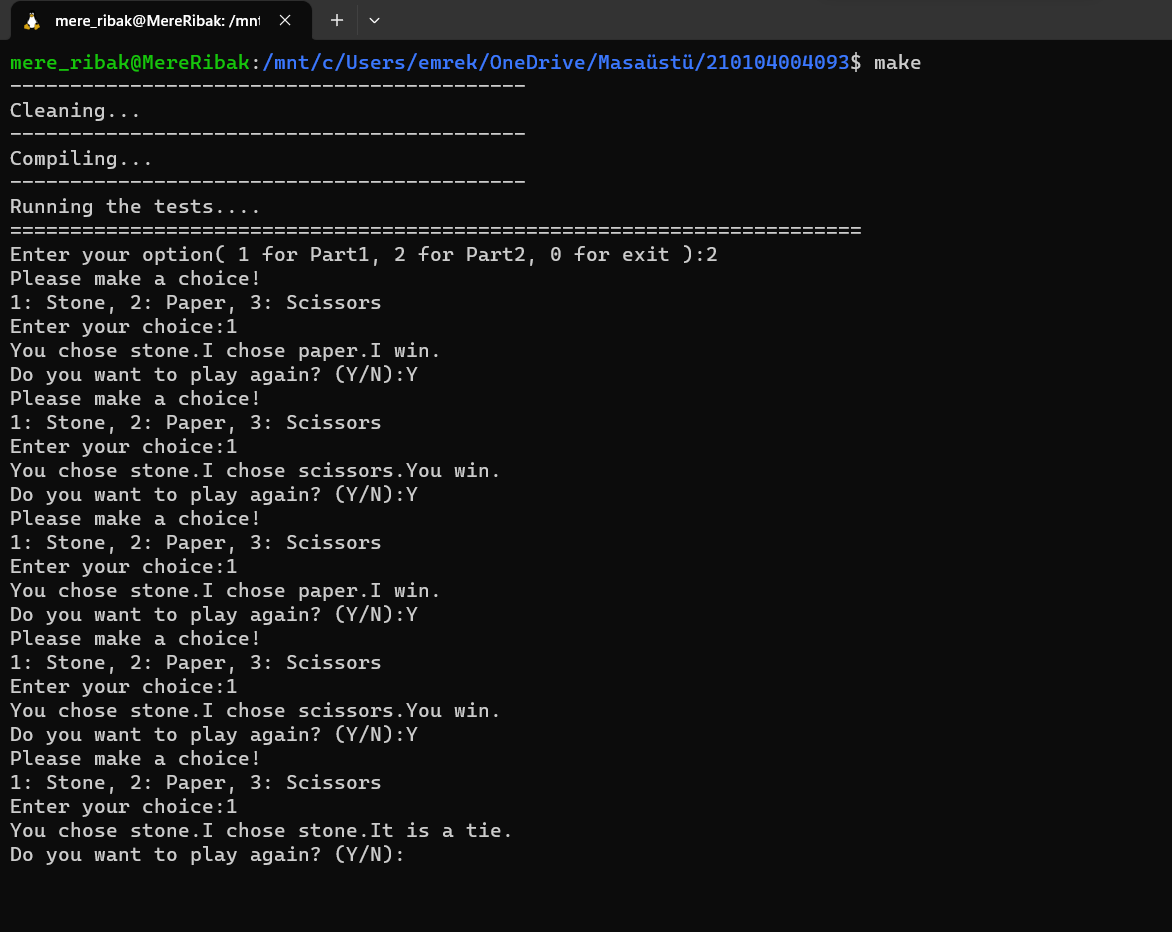 mere_ribak@MereRibak: /mnt
mere_ribak@MereRibak:/mnt/c/Users/emrek/OneDrive/Masaüstü/210104004093$ make
-------------------------------------------
Cleaning...
-------------------------------------------
Compiling...
-------------------------------------------
Running the tests....
=======================================================================
Enter your option( 1 for Part1, 2 for Part2, 0 for exit ):2
Please make a choice!
1: Stone, 2: Paper, 3: Scissors
Enter your choice:1
You chose stone.I chose paper.I win.
Do you want to play again? (Y/N):Y
Please make a choice!
1: Stone, 2: Paper, 3: Scissors
Enter your choice:1
You chose stone.I chose scissors.You win.
Do you want to play again? (Y/N):Y
Please make a choice!
1: Stone, 2: Paper, 3: Scissors
Enter your choice:1
You chose stone.I chose paper.I win.
Do you want to play again? (Y/N):Y
Please make a choice!
1: Stone, 2: Paper, 3: Scissors
Enter your choice:1
You chose stone.I chose scissors.You win.
Do you want to play again? (Y/N):Y
Please make a choice!
1: Stone, 2: Paper, 3: Scissors
Enter your choice:1
You chose stone.I chose stone.It is a tie.
Do you want to play again? (Y/N):